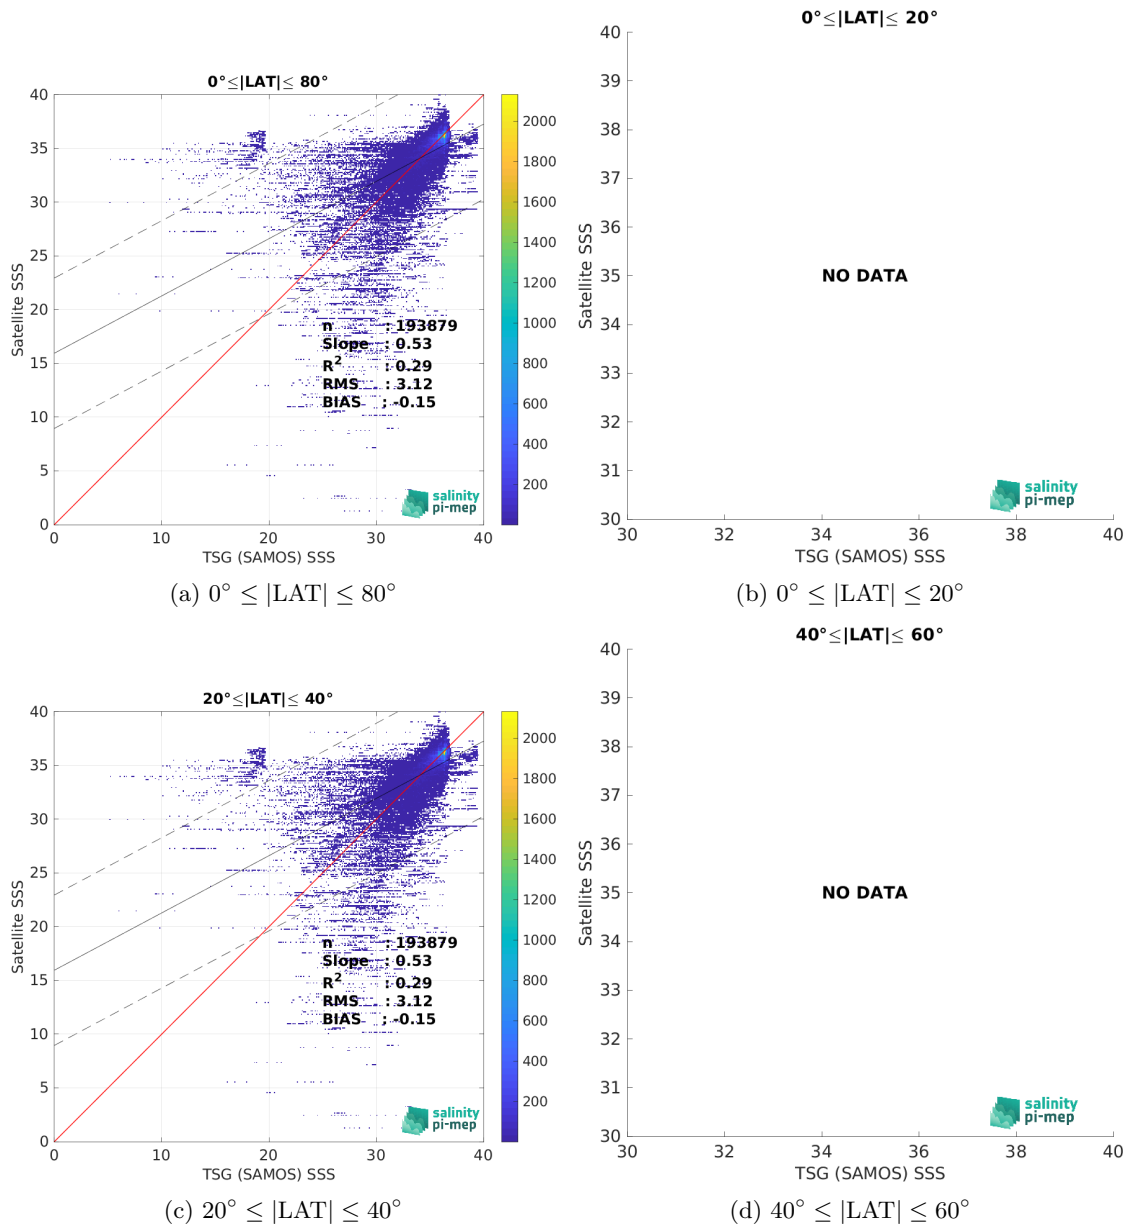 0°≤|LAT|≤ 80°
40
35
30
25
20
15
10
5
0
Satellite SSS
n : 193879
Slope : 0.53
R2 : 0.29
RMS : 3.12
BIAS : -0.15
salinity
pi-mep
0 10 20 30 40
TSG (SAMOS) SSS
2000
1800
1600
1400
1200
1000
800
600
400
200
(a) 0° ≤ |LAT| ≤ 80°
0°≤|LAT|≤ 20°
40
39
38
37
36
35
34
33
32
31
30
Satellite SSS
NO DATA
salinity
pi-mep
30 32 34 36 38 40
TSG (SAMOS) SSS
(b) 0° ≤ |LAT| ≤ 20°
20°≤|LAT|≤ 40°
40
35
30
25
20
15
10
5
0
Satellite SSS
n : 193879
Slope : 0.53
R2 : 0.29
RMS : 3.12
BIAS : -0.15
salinity
pi-mep
0 10 20 30 40
TSG (SAMOS) SSS
2000
1800
1600
1400
1200
1000
800
600
400
200
(c) 20° ≤ |LAT| ≤ 40°
40°≤|LAT|≤ 60°
40
39
38
37
36
35
34
33
32
31
30
Satellite SSS
NO DATA
salinity
pi-mep
30 32 34 36 38 40
TSG (SAMOS) SSS
(d) 40° ≤ |LAT| ≤ 60°